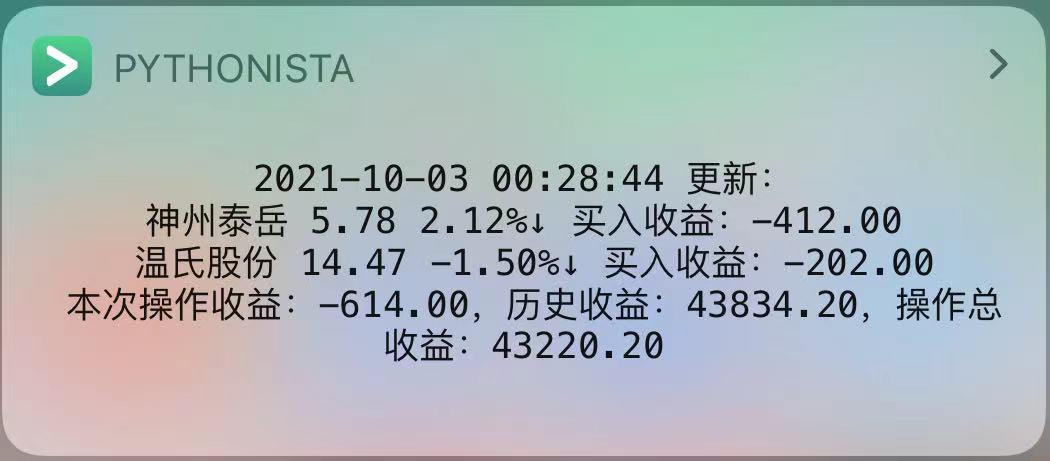 PYTHONISTA
2021-10-03 00:28:44 更新:
神州泰岳 5.78 2.12%↓ 买入收益: -412.00
温氏股份 14.47 -1.50%↓ 买入收益: -202.00
本次操作收益: -614.00, 历史收益: 43834.20, 操作总
收益: 43220.20